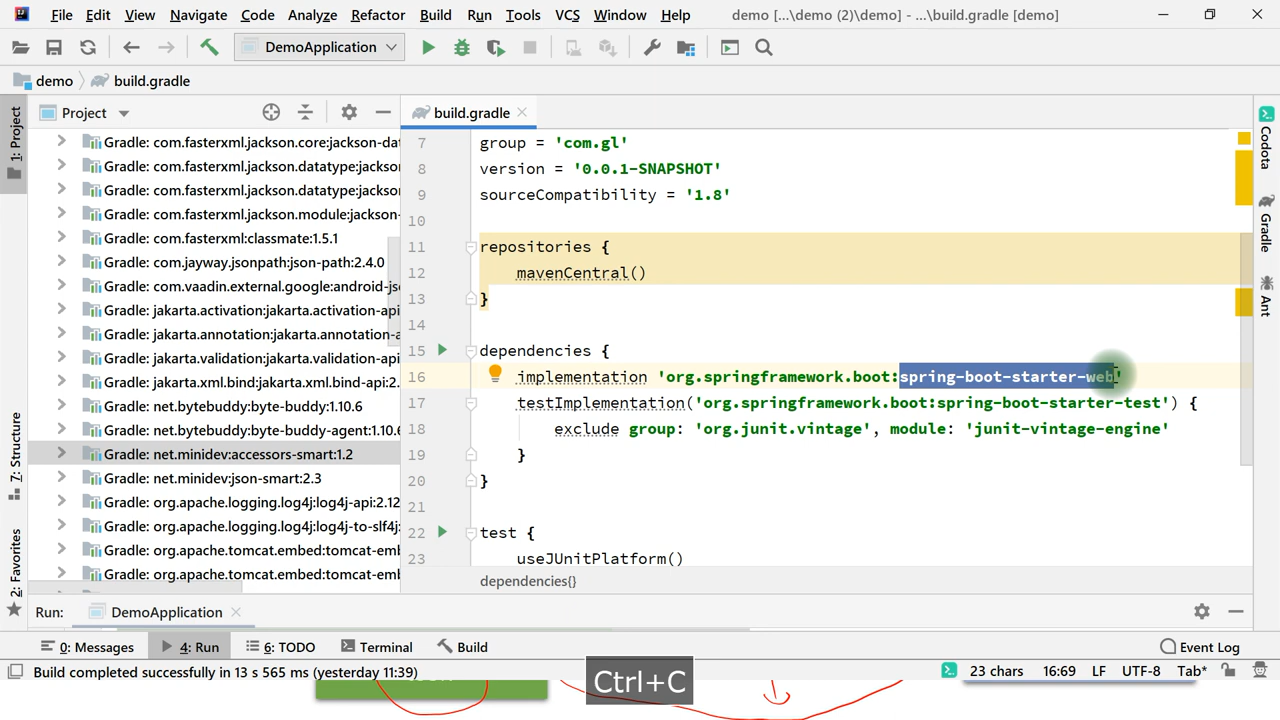 File Edit View Navigate Code Analyze Refactor Build Run Tools VCS Window Help demo [...\demo (2)\demo] - ...\build.gradle [demo]
DemoApplication
demo build.gradle
Project build.gradle
1: Project
7: Structure
2: Favorites
Gradle: com.fasterxml.jackson.core:jackson-dat
Gradle: com.fasterxml.jackson.datatype:jackson
Gradle: com.fasterxml.jackson.datatype:jackson
Gradle: com.fasterxml.jackson.module:jackson-
Gradle: com.fasterxml:classmate:1.5.1
Gradle: com.jayway.jsonpath:json-path:2.4.0
Gradle: com.vaadin.external.google:android-js
Gradle: jakarta.activation:jakarta.activation-api
Gradle: jakarta.annotation:jakarta.annotation-a
Gradle: jakarta.validation:jakarta.validation-api
Gradle: jakarta.xml.bind:jakarta.xml.bind-api:2.
Gradle: net.bytebuddy:byte-buddy:1.10.6
Gradle: net.bytebuddy:byte-buddy-agent:1.10.6
Gradle: net.minidev:accessors-smart:1.2
Gradle: net.minidev:json-smart:2.3
Gradle: org.apache.logging.log4j:log4j-api:2.12
Gradle: org.apache.logging.log4j:log4j-to-slf4j:
Gradle: org.apache.tomcat.embed:tomcat-emb
Gradle: org.apache.tomcat.embed:tomcat-emb
7 group = 'com.gl'
8 version = '0.0.1-SNAPSHOT'
9 sourceCompatibility = '1.8'
10
11 repositories {
12 mavenCentral()
13 }
14
15 dependencies {
16 implementation 'org.springframework.boot:spring-boot-starter-web'
17 testImplementation('org.springframework.boot:spring-boot-starter-test') {
18 exclude group: 'org.junit.vintage', module: 'junit-vintage-engine'
19 }
20 }
21
22 test {
23 useJUnitPlatform()
dependencies{}
Codota
Gradle
Ant
Run: DemoApplication
0: Messages 4: Run 6: TODO Terminal Build Event Log
Build completed successfully in 13 s 565 ms (yesterday 11:39) 23 chars 16:69 LF UTF-8 Tab*
Ctrl+C